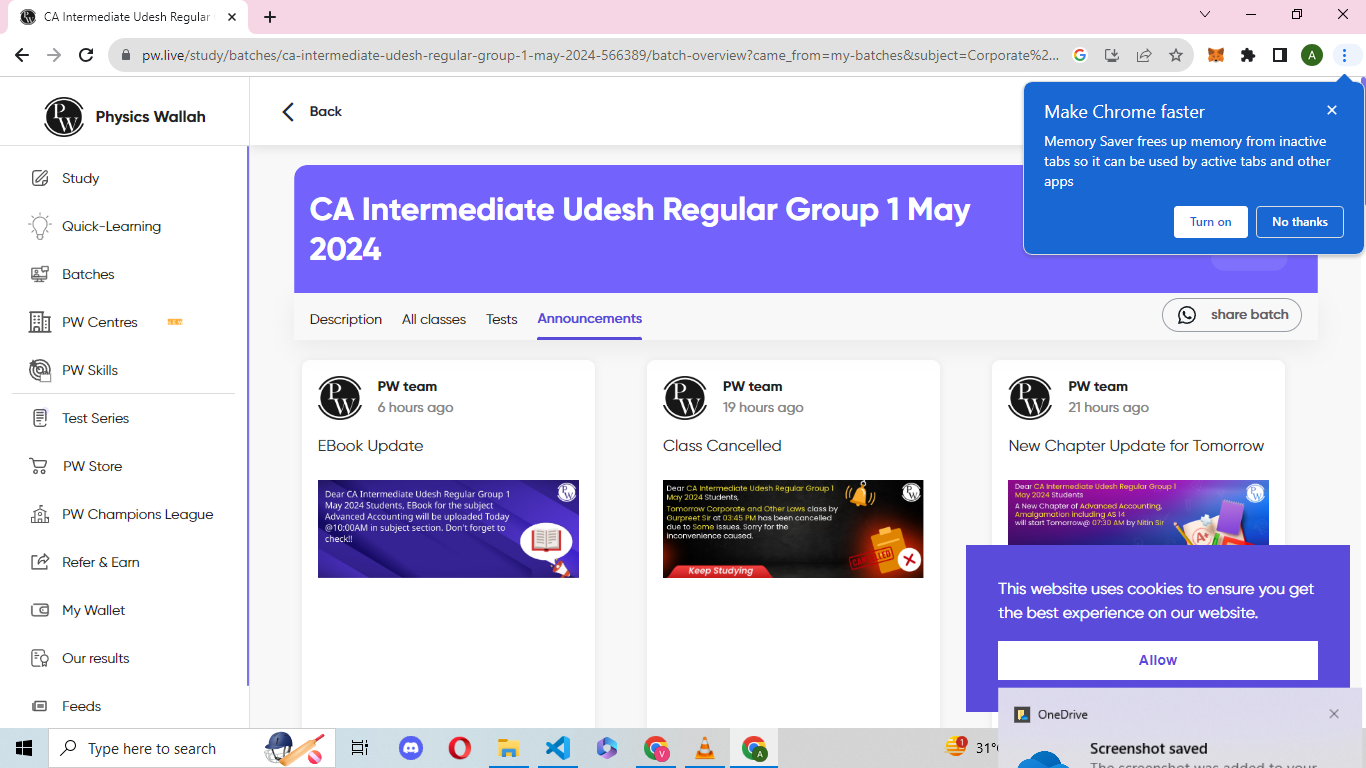 CA Intermediate Udesh Regular
pw.live/study/batches/ca-intermediate-udesh-regular-group-1-may-2024-566389/batch-overview?came_from=my-batches&subject=Corporate%2...
A
PW
Physics Wallah
Back
Make Chrome faster
Memory Saver frees up memory from inactive
tabs so it can be used by active tabs and other
apps
Turn on
No thanks
Study
Quick-Learning
Batches
PW Centres
PW Skills
Test Series
PW Store
PW Champions League
Refer & Earn
My Wallet
Our results
Feeds
CA Intermediate Udesh Regular Group 1 May
2024
Description
All classes
Tests
Announcements
share batch
PW
PW team
6 hours ago
EBook Update
Dear CA Intermediate Udesh Regular Group 1
May 2024 Students, EBook for the subject
Advanced Accounting will be uploaded Today
@10:00AM in subject section. Don't forget to
check!!
PW
PW team
19 hours ago
Class Cancelled
Dear CA Intermediate Udesh Regular Group 1
May 2024 Students,
Tomorrow Corporate and Other Laws class by
Gurpreet Sir at 03:45 PM has been cancelled
due to Some issues. Sorry for the
inconvenience caused.
CANCELLED
Keep Studying
PW
PW team
21 hours ago
New Chapter Update for Tomorrow
Dear CA Intermediate Udesh Regular Group 1
May 2024 Students
A New Chapter of Advanced Accounting,
Amalgamation including AS 14
will start Tomorrow@ 07:30 AM by Nitin Sir
A+
This website uses cookies to ensure you get
the best experience on our website.
Allow
OneDrive
Screenshot saved
The screenshot was added to your
Type here to search
V
A
1
31°